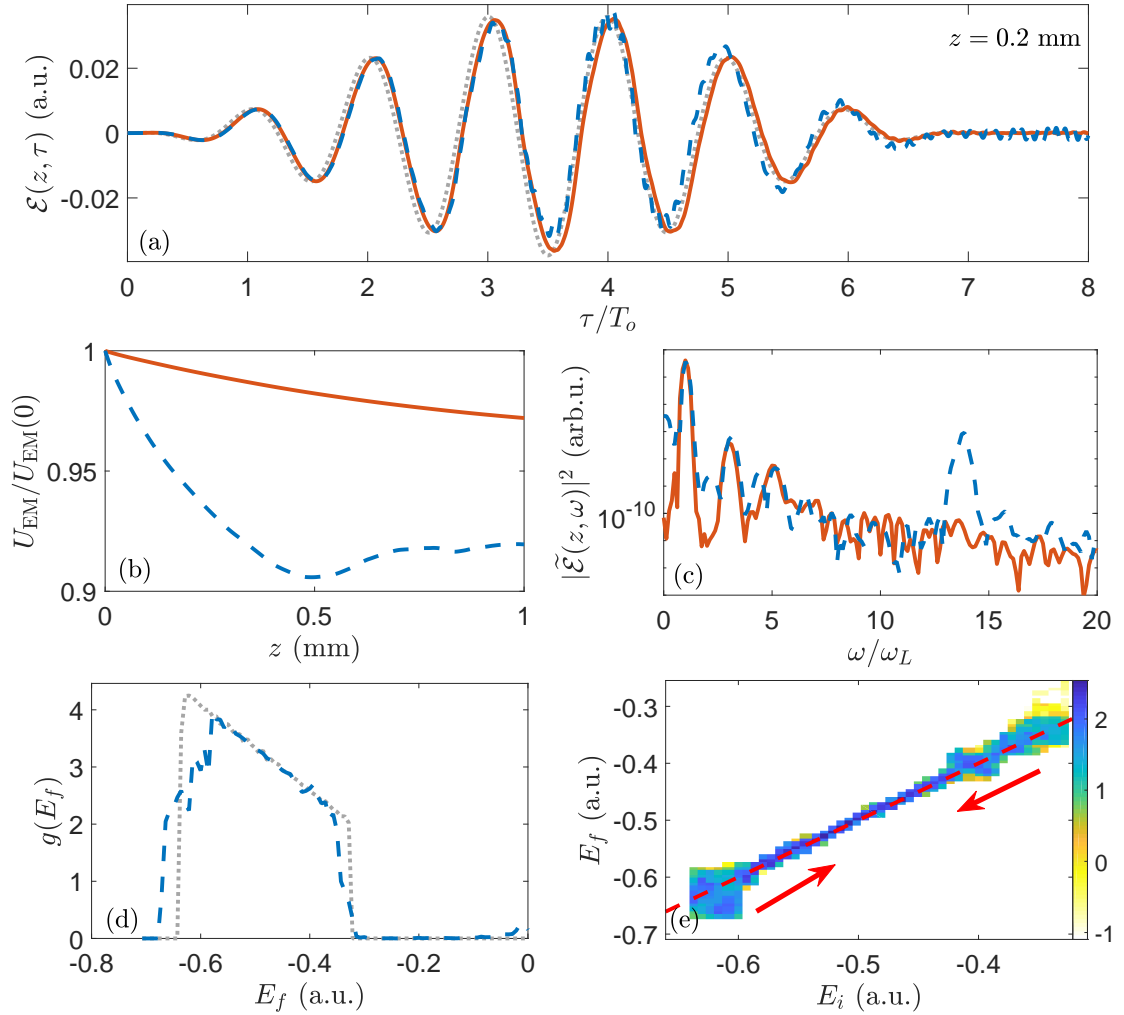 z = 0.2 mm
ℰ(z, τ) (a.u.)
0.02
0
-0.02
(a)
0 1 2 3 4 5 6 7 8
τ/T_o
U_EM/U_EM(0)
1
0.95
0.9
(b)
0 0.5 1
z (mm)
|ℰ̃(z, ω)|² (arb.u.)
10⁻¹⁰
(c)
0 5 10 15 20
ω/ω_L
g(E_f)
4
3
2
1
0
(d)
-0.8 -0.6 -0.4 -0.2 0
E_f (a.u.)
E_f (a.u.)
-0.3
-0.4
-0.5
-0.6
-0.7
(e)
-0.6 -0.5 -0.4
E_i (a.u.)
2
1
0
-1